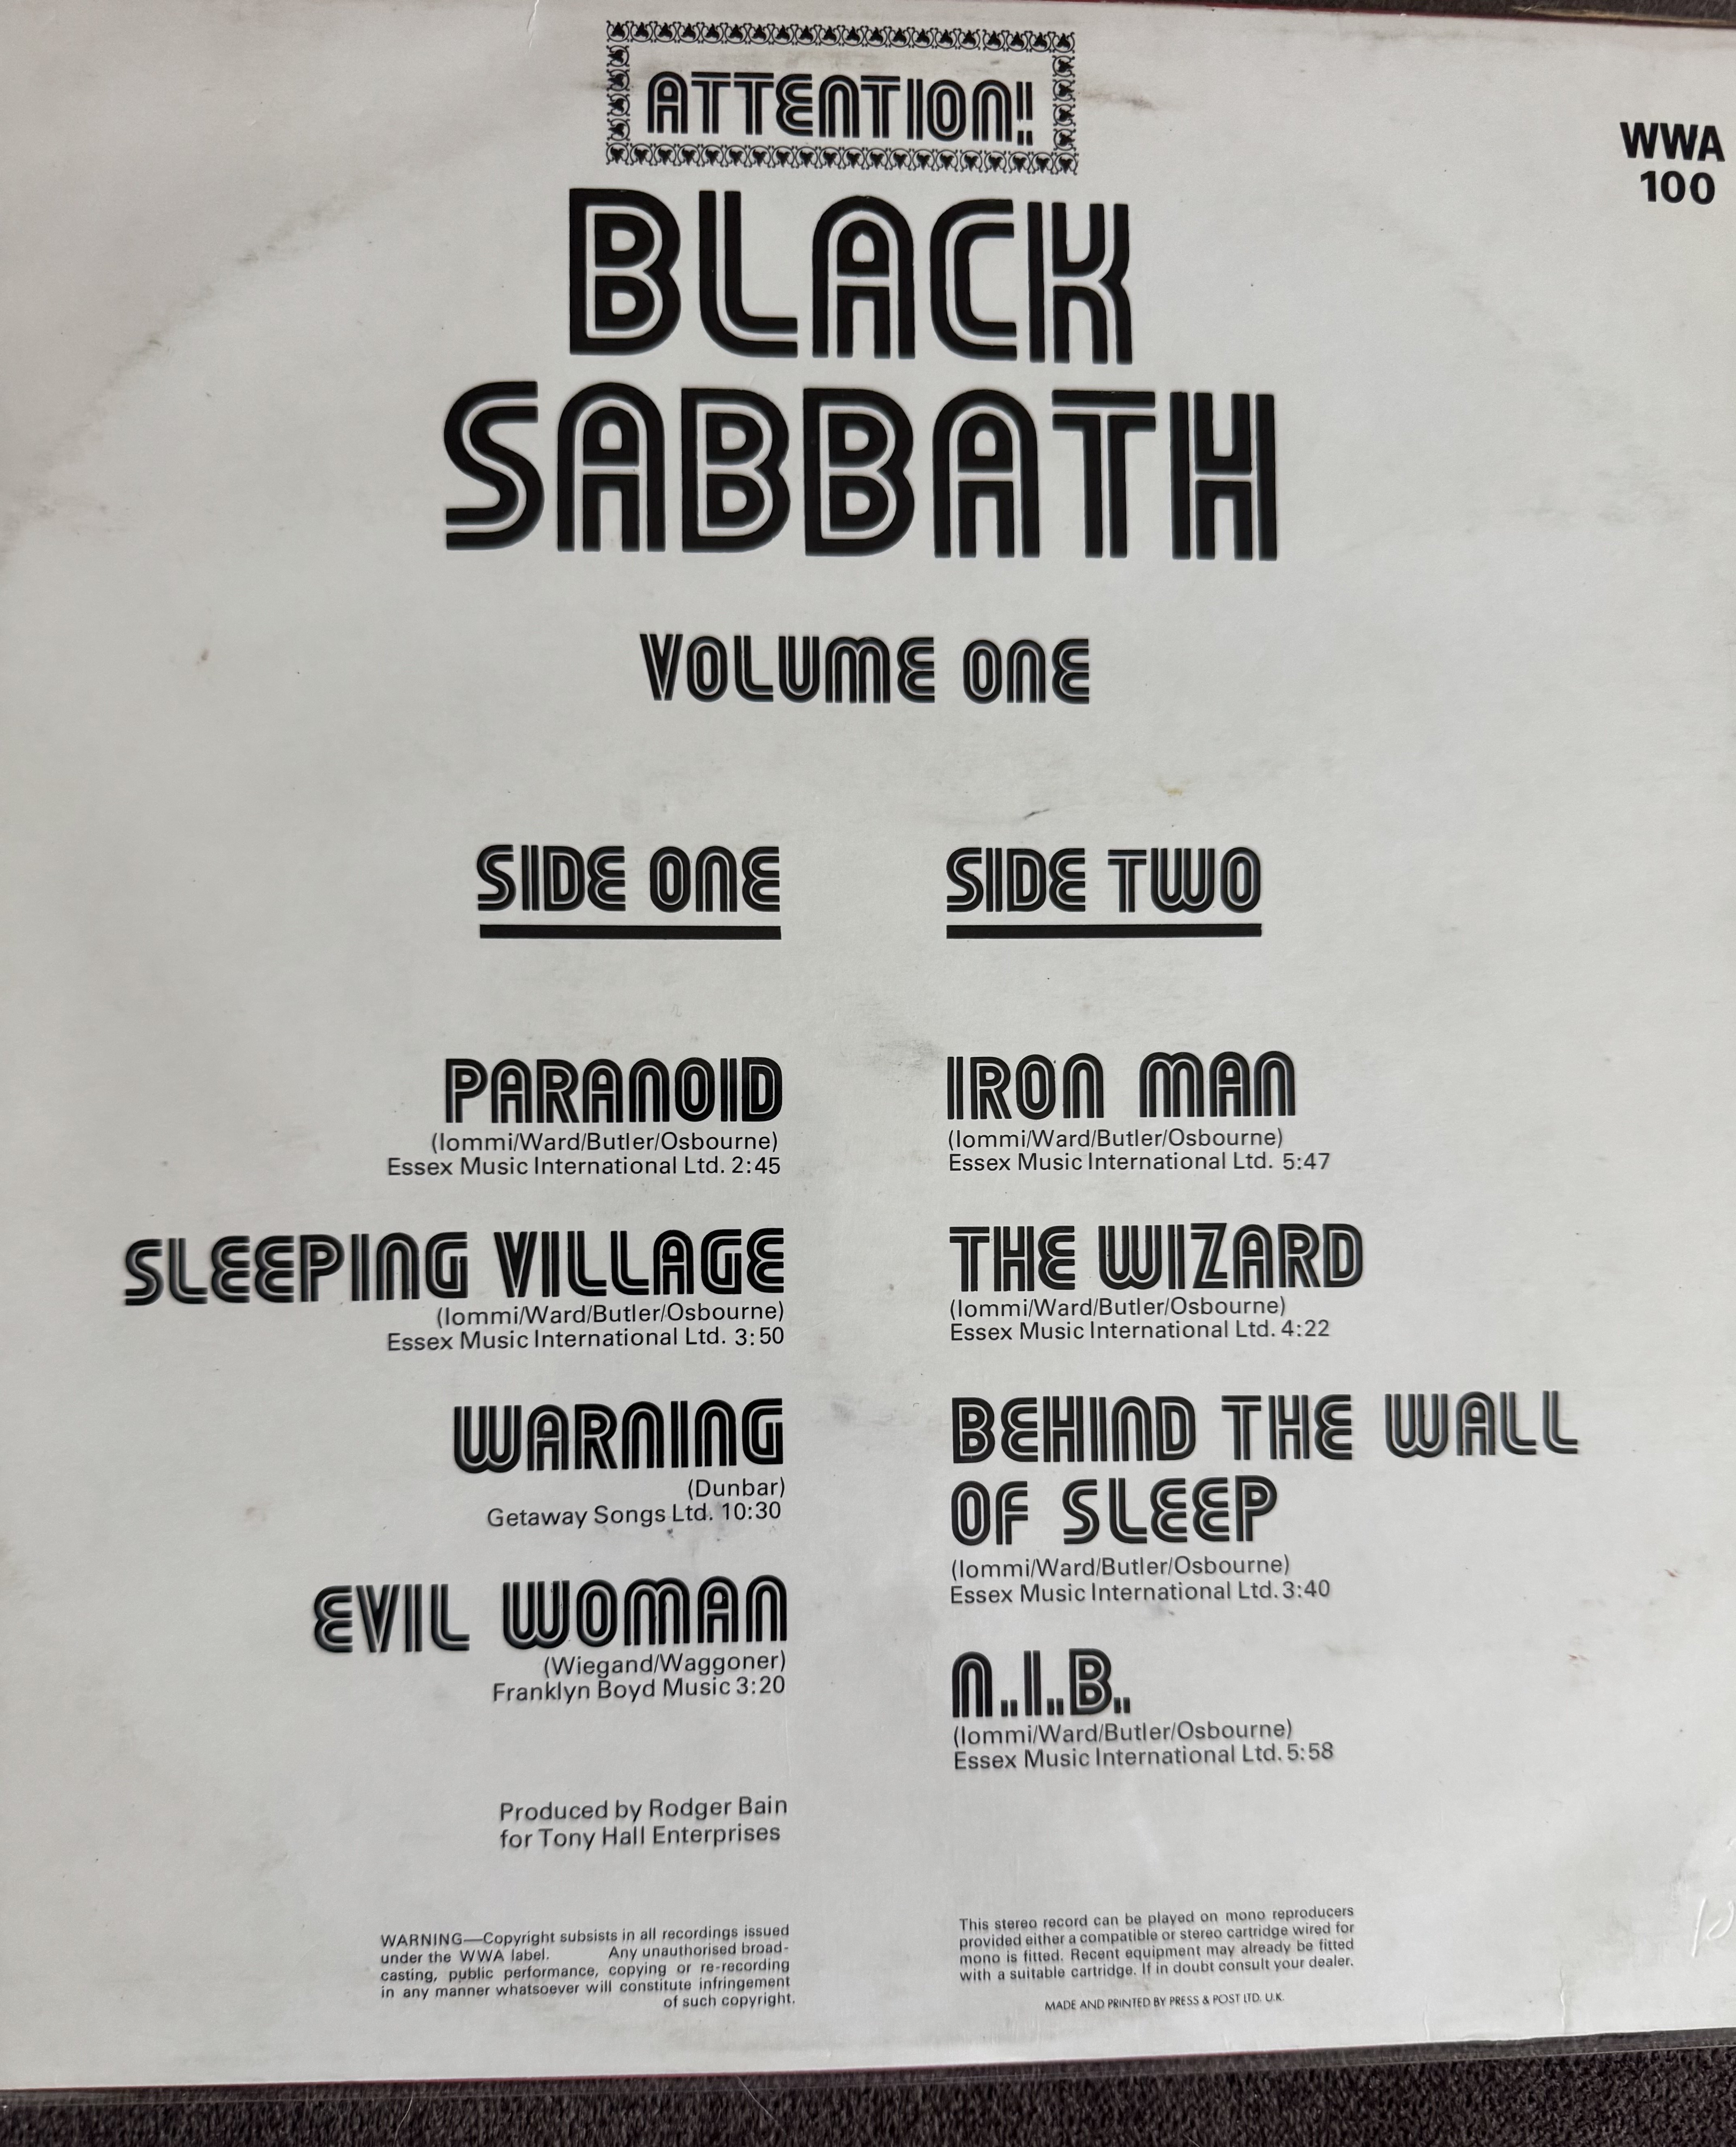 ATTENTION!
WWA
100
BLACK
SABBATH
VOLUME ONE
SIDE ONE
PARANOID
(Iommi/Ward/Butler/Osbourne)
Essex Music International Ltd. 2:45
SLEEPING VILLAGE
(Iommi/Ward/Butler/Osbourne)
Essex Music International Ltd. 3:50
WARNING
(Dunbar)
Getaway Songs Ltd. 10:30
EVIL WOMAN
(Wiegand/Waggoner)
Franklyn Boyd Music 3:20
Produced by Rodger Bain
for Tony Hall Enterprises
WARNING—Copyright subsists in all recordings issued
under the WWA label. Any unauthorised broad-
casting, public performance, copying or re-recording
in any manner whatsoever will constitute infringement
of such copyright.
SIDE TWO
IRON MAN
(Iommi/Ward/Butler/Osbourne)
Essex Music International Ltd. 5:47
THE WIZARD
(Iommi/Ward/Butler/Osbourne)
Essex Music International Ltd. 4:22
BEHIND THE WALL
OF SLEEP
(Iommi/Ward/Butler/Osbourne)
Essex Music International Ltd. 3:40
N.I.B.
(Iommi/Ward/Butler/Osbourne)
Essex Music International Ltd. 5:58
This stereo record can be played on mono reproducers
provided either a compatible or stereo cartridge wired for
mono is fitted. Recent equipment may already be fitted
with a suitable cartridge. If in doubt consult your dealer.
MADE AND PRINTED BY PRESS & POST LTD. U.K.